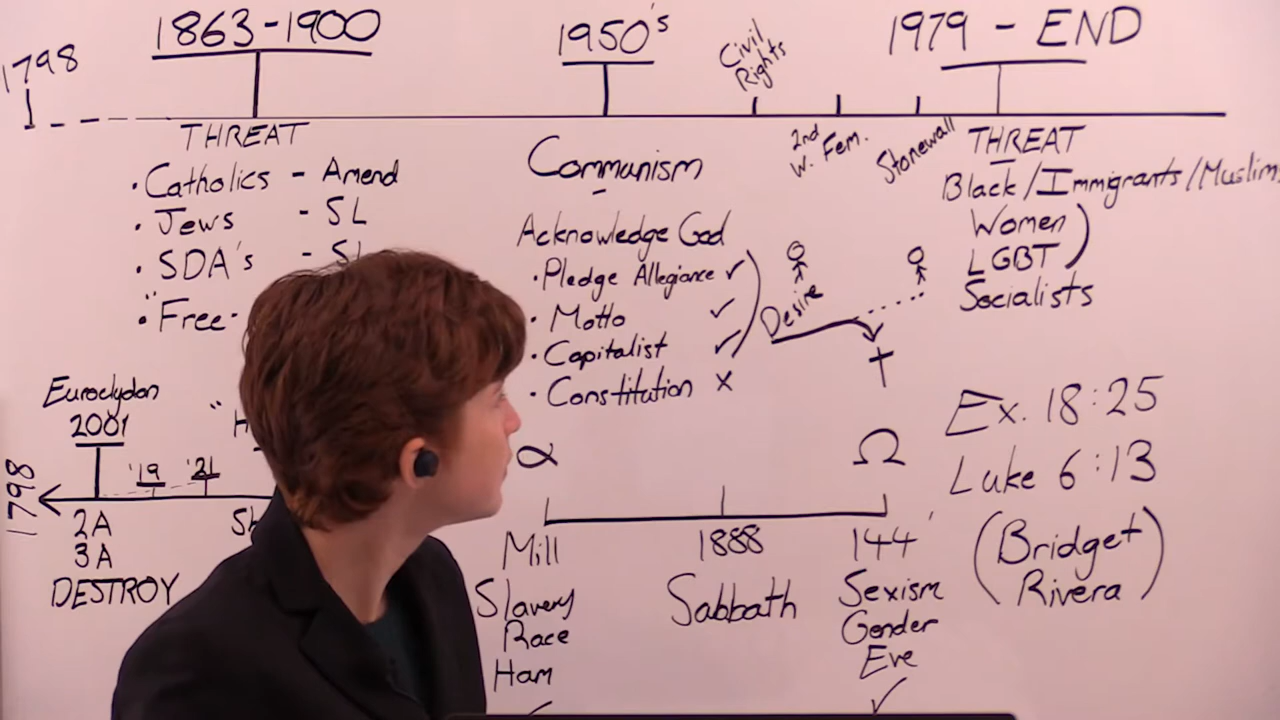 1798
1863-1900
1950's
Civil
Rights
2nd
W. Fem.
Stonewall
1979 - END
THREAT
• Catholics - Amend
• Jews - SL
• SDA's - SL
• Free
Communism
Acknowledge God
• Pledge Allegiance ✓
• Motto ✓
• Capitalist ✓
• Constitution x
Desire
THREAT
Black/Immigrants/Muslim
Women
LGBT
Socialists
Euroclydon
2001
'19 '21
1798
2A
3A
DESTROY
α
Ω
Mill
Slavery
Race
Ham
✓
1888
Sabbath
144'
Sexism
Gender
Eve
✓
Ex. 18:25
Luke 6:13
(Bridget
Rivera)